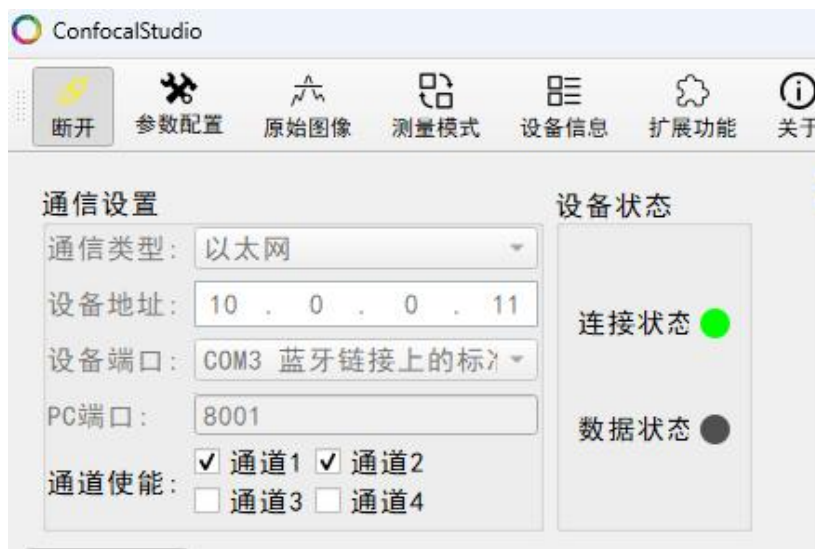 ConfocalStudio
断开 参数配置 原始图像 测量模式 设备信息 扩展功能 关于
通信设置 设备状态
通信类型: 以太网
设备地址: 10 . 0 . 0 . 11
连接状态
设备端口: COM3 蓝牙链接上的标
PC端口: 8001
数据状态
通道使能: 通道1 通道2
通道3 通道4